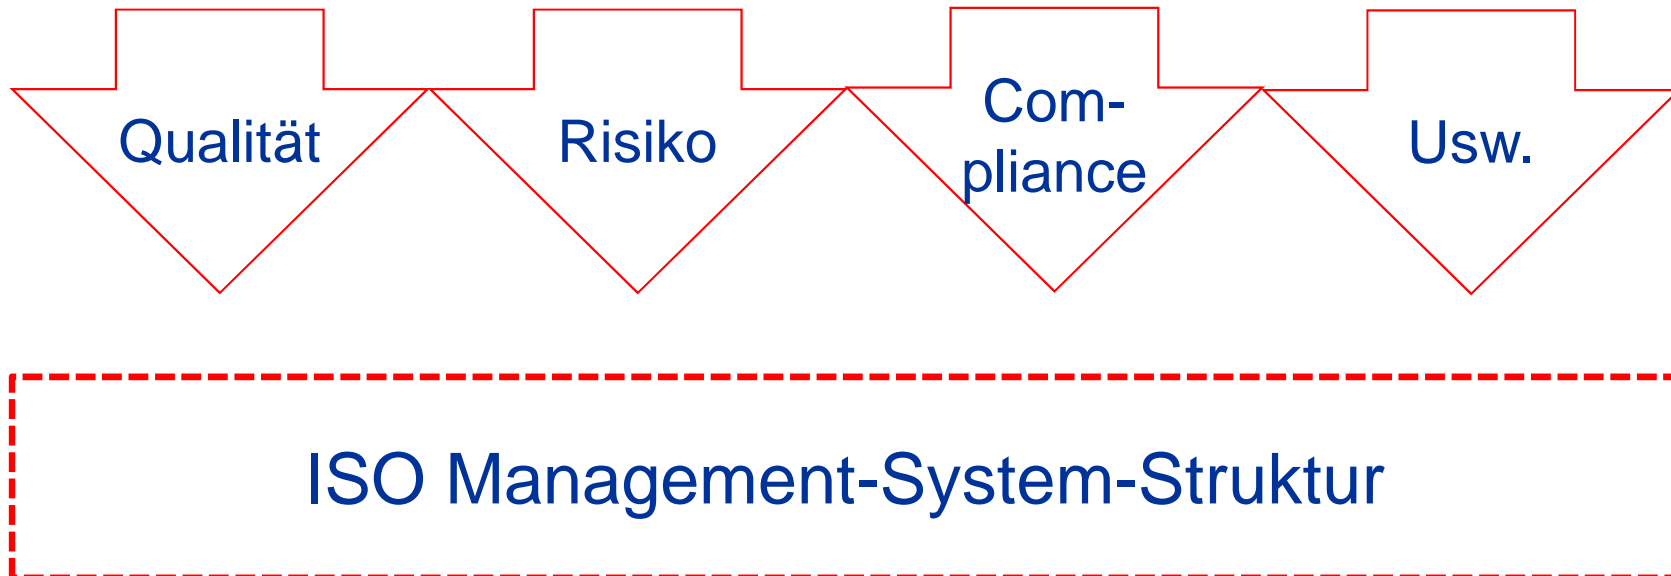 Qualität
Risiko
Com-
pliance
Usw.
ISO Management-System-Struktur